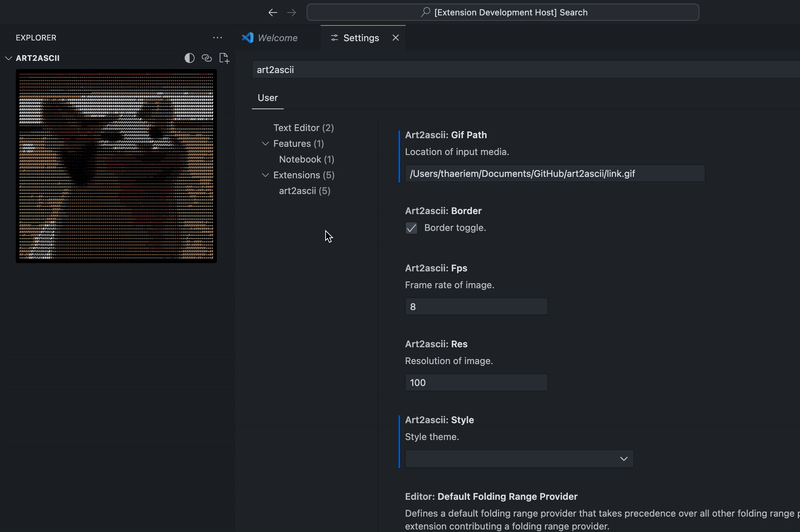 [Extension Development Host] Search
EXPLORER
Welcome
Settings
ART2ASCII
art2ascii
User
Text Editor (2)
Features (1)
Notebook (1)
Extensions (5)
art2ascii (5)
Art2ascii: Gif Path
Location of input media.
/Users/thaeriem/Documents/GitHub/art2ascii/link.gif
Art2ascii: Border
Border toggle.
Art2ascii: Fps
Frame rate of image.
8
Art2ascii: Res
Resolution of image.
100
Art2ascii: Style
Style theme.
Editor: Default Folding Range Provider
Defines a default folding range provider that takes precedence over all other folding range
extension contributing a folding range provider.